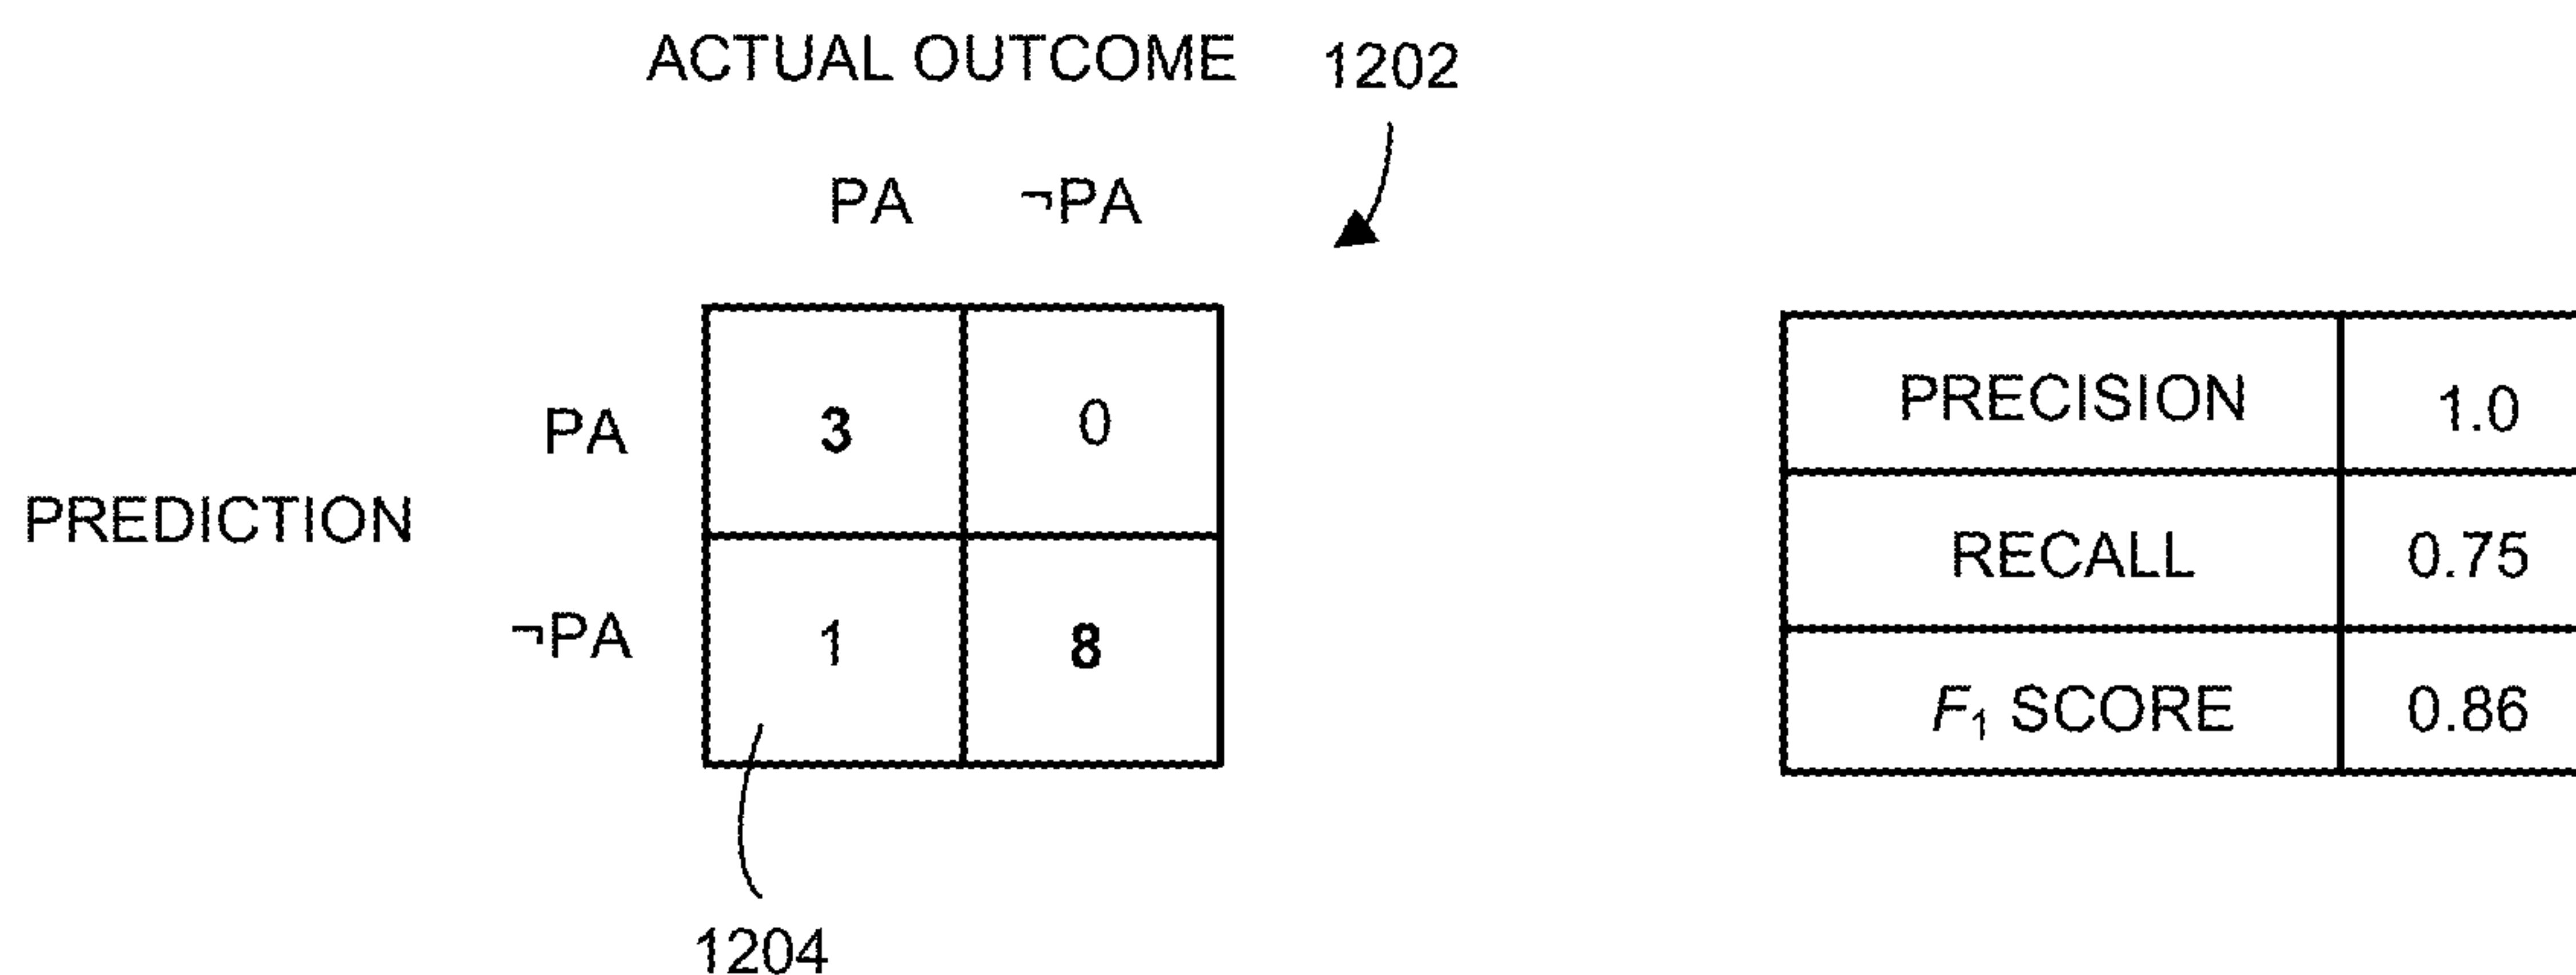 ACTUAL OUTCOME 1202
PA ¬PA
PREDICTION
PA 3 0
¬PA 1 8
1204
PRECISION 1.0
RECALL 0.75
F₁ SCORE 0.86